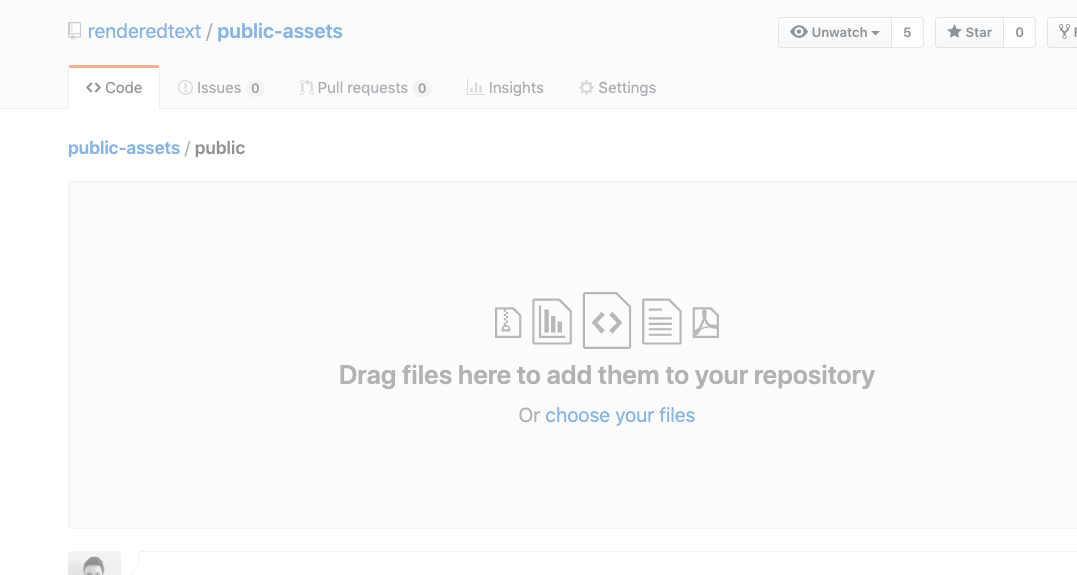 renderedtext / public-assets
Unwatch 5 Star 0
Code Issues 0 Pull requests 0 Insights Settings
public-assets / public
Drag files here to add them to your repository
Or choose your files